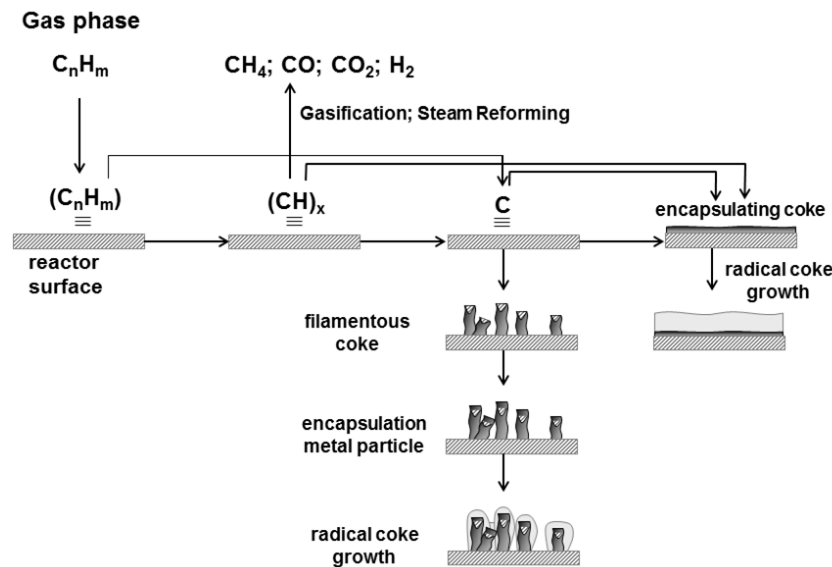 Gas phase
CₙHₘ
CH₄; CO; CO₂; H₂
Gasification; Steam Reforming
(CₙHₘ)
(CH)ₓ
C
encapsulating coke
reactor
surface
radical coke
growth
filamentous
coke
encapsulation
metal particle
radical coke
growth